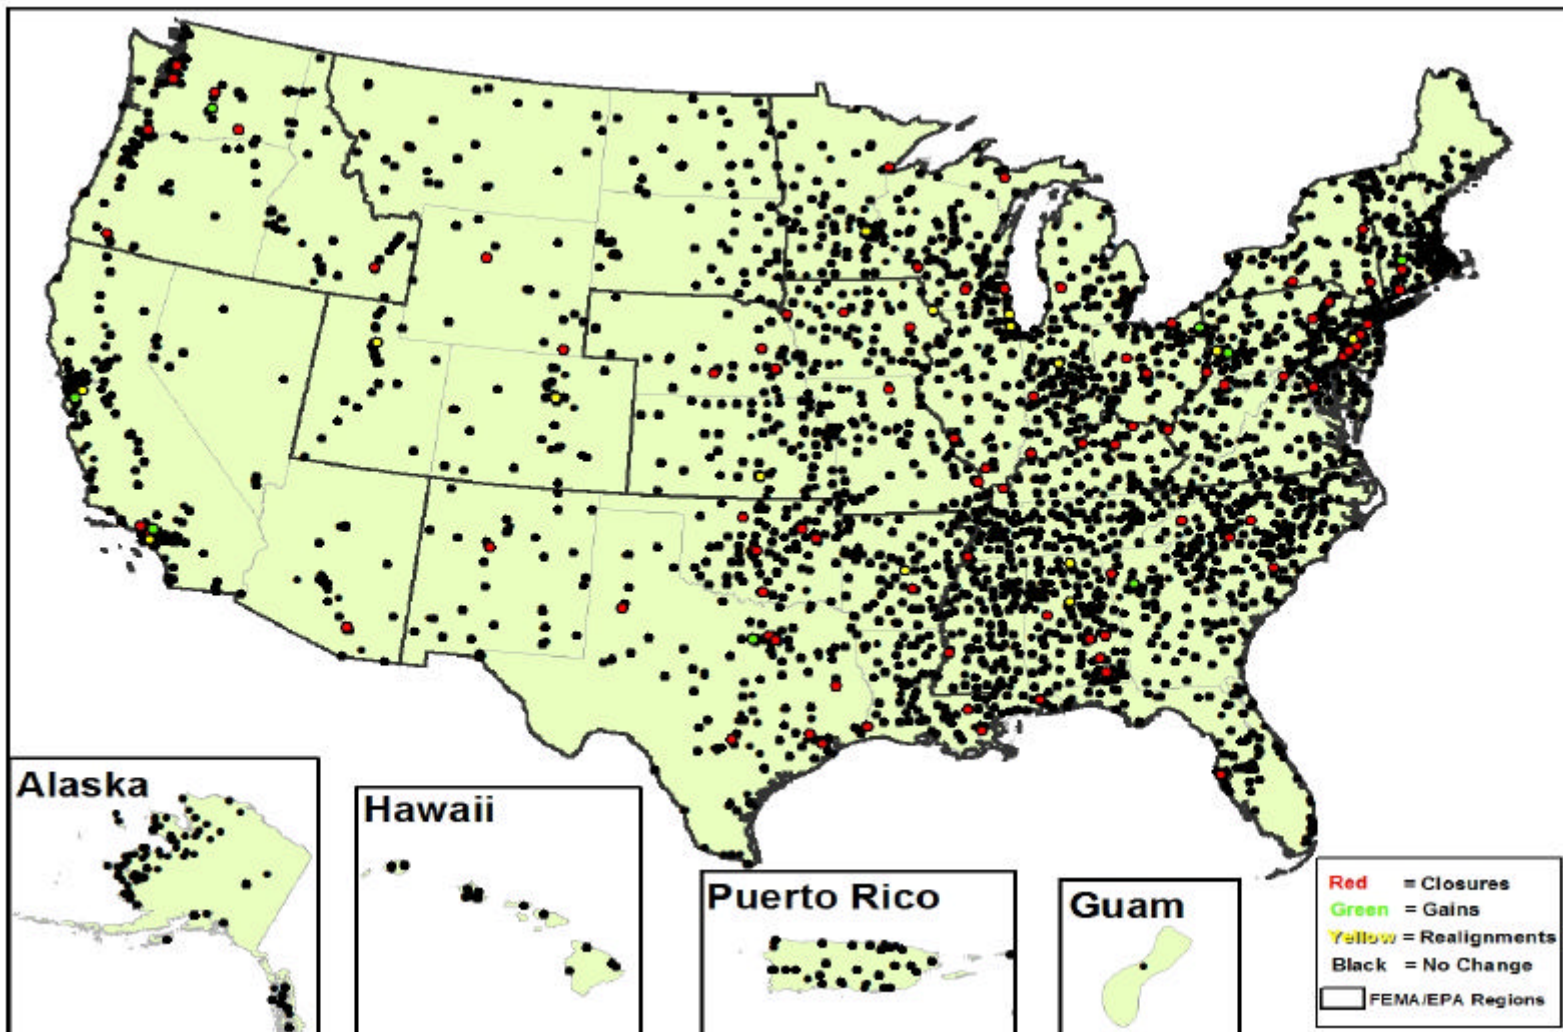 Alaska
Hawaii
Puerto Rico
Guam
Red = Closures
Green = Gains
Yellow = Realignments
Black = No Change
FEMA/EPA Regions